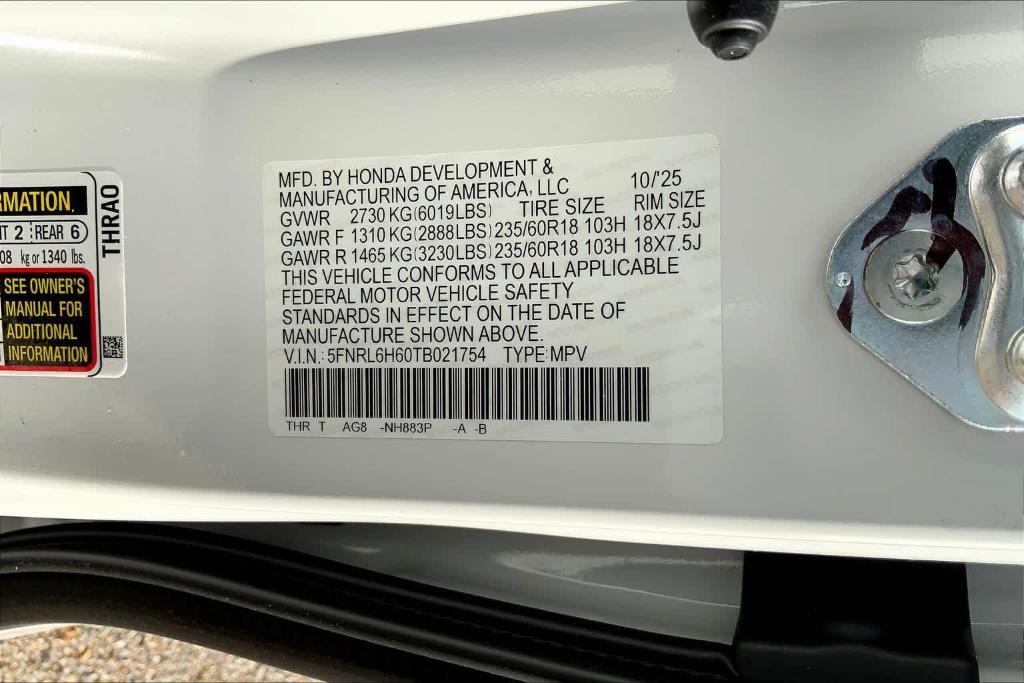 RMATION.
NT 2 REAR 6
08 kg or 1340 lbs.
SEE OWNER'S
MANUAL FOR
ADDITIONAL
INFORMATION
THRAO
MFD. BY HONDA DEVELOPMENT &
MANUFACTURING OF AMERICA, LLC 10/'25
GVWR 2730 KG (6019LBS) TIRE SIZE RIM SIZE
GAWR F 1310 KG (2888LBS) 235/60R18 103H 18X7.5J
GAWR R 1465 KG (3230LBS) 235/60R18 103H 18X7.5J
THIS VEHICLE CONFORMS TO ALL APPLICABLE
FEDERAL MOTOR VEHICLE SAFETY
STANDARDS IN EFFECT ON THE DATE OF
MANUFACTURE SHOWN ABOVE.
V.I.N.: 5FNRL6H60TB021754 TYPE: MPV
THR T AG8 -NH883P -A -B